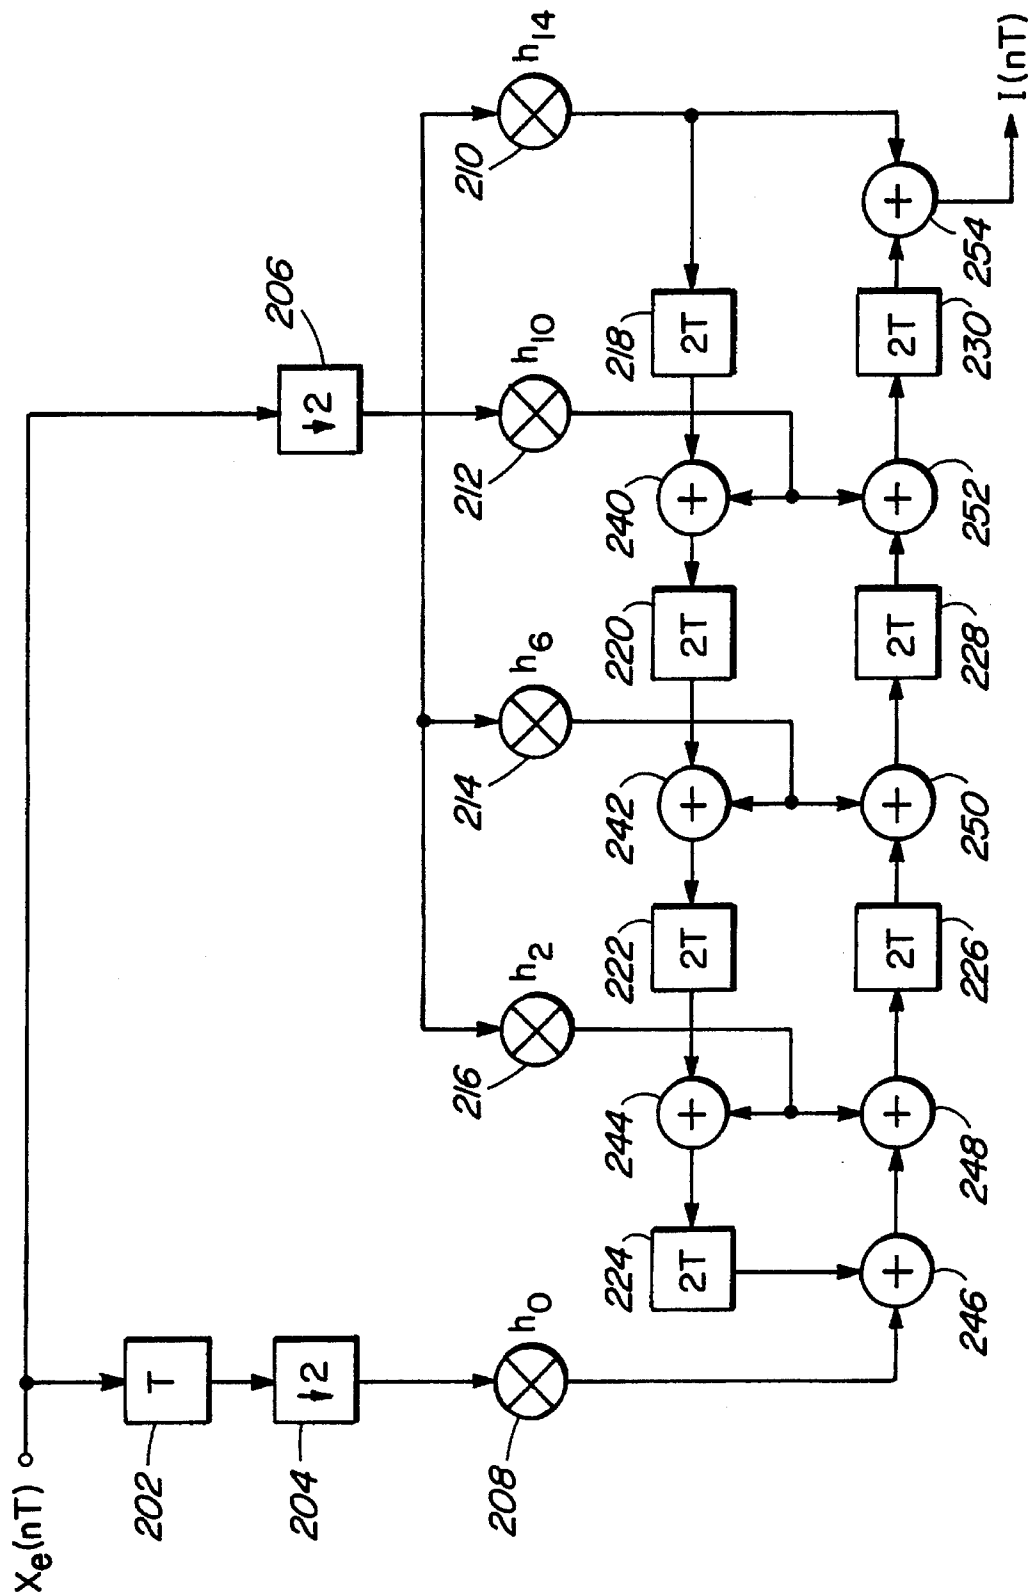 Xₑ(nT)
T
202
206
↓2
204
↓2
208
h₀
216
h₂
214
h₆
212
h₁₀
210
h₁₄
224
2T
244
+
222
2T
242
+
220
2T
240
+
218
2T
+
246
+
248
2T
226
+
250
2T
228
+
252
2T
230
+
254
I(nT)